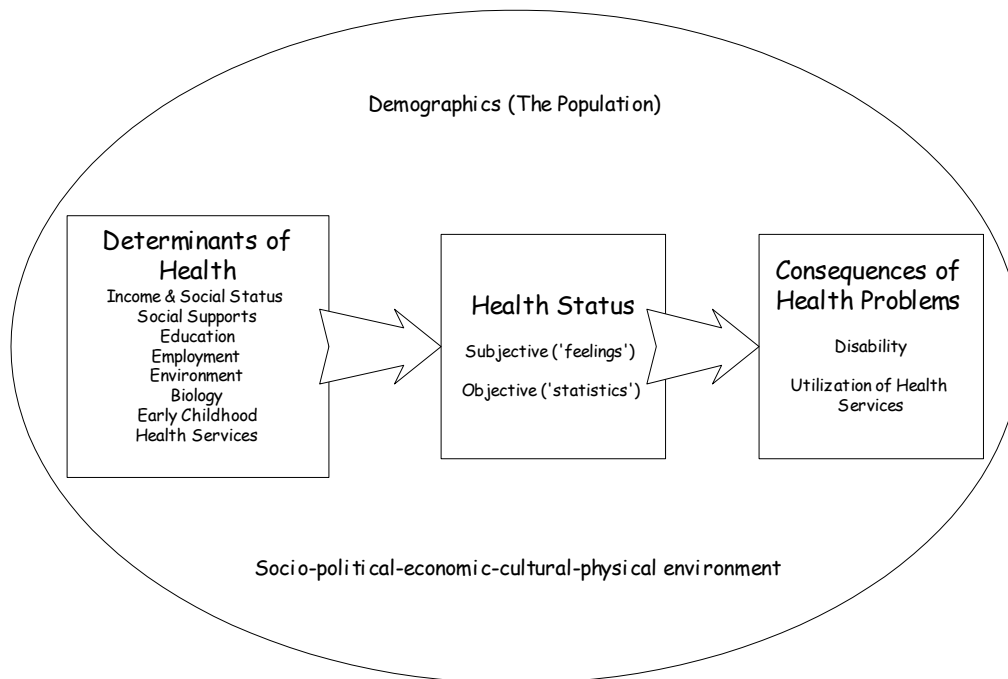 Demographics (The Population)
Determinants of
Health
Income & Social Status
Social Supports
Education
Employment
Environment
Biology
Early Childhood
Health Services
Health Status
Subjective ('feelings')
Objective ('statistics')
Consequences of
Health Problems
Disability
Utilization of Health
Services
Socio-political-economic-cultural-physical environment